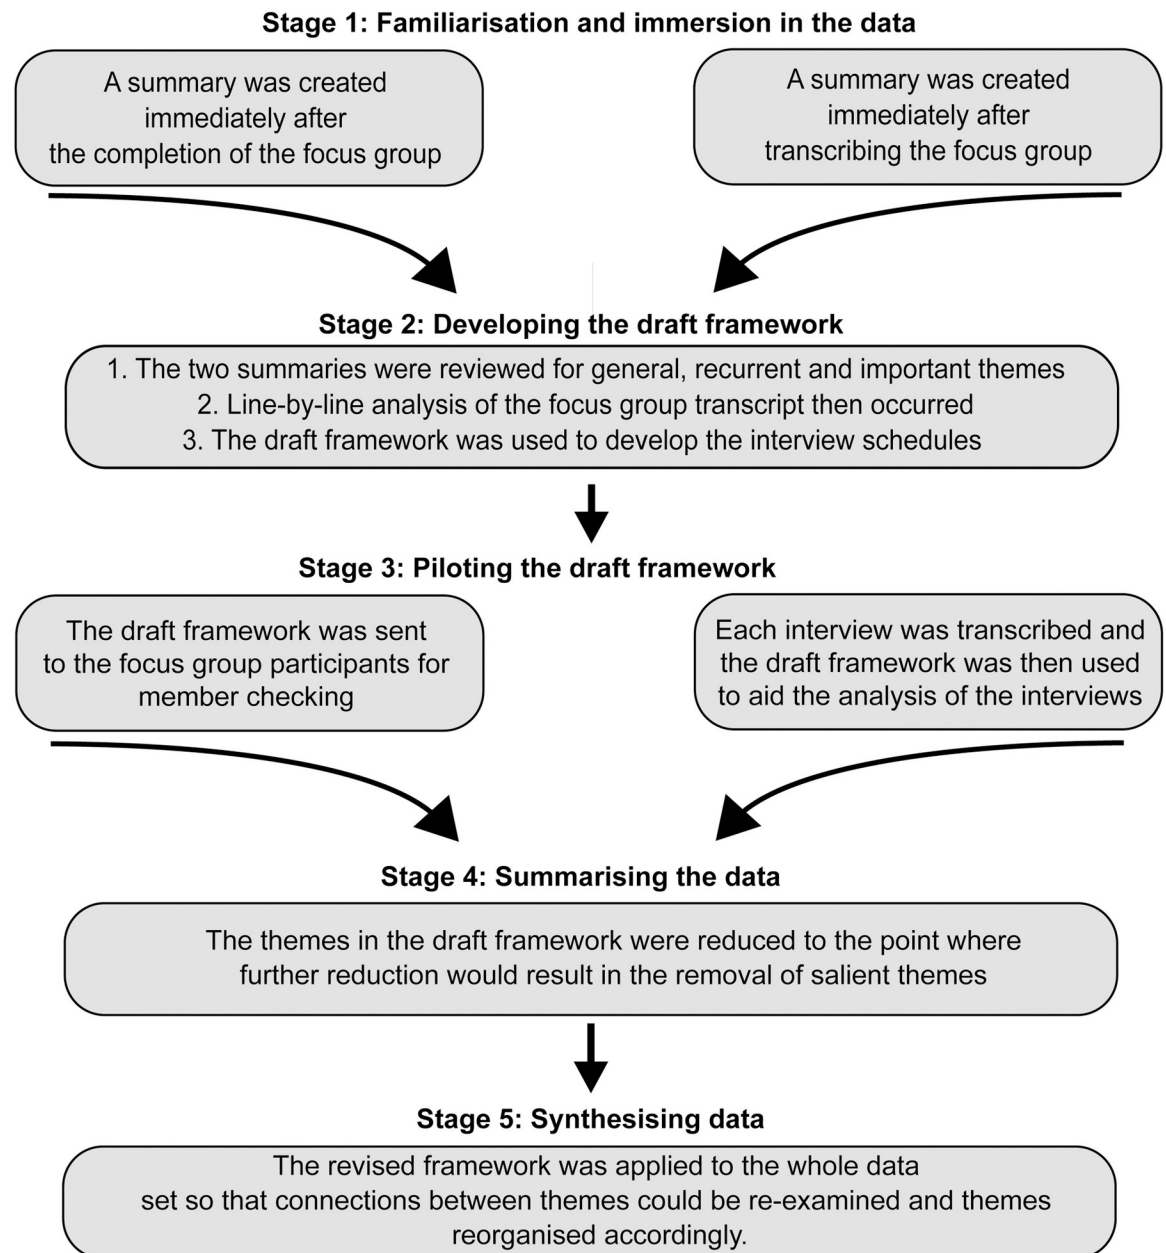 Stage 1: Familiarisation and immersion in the data
A summary was created
immediately after
the completion of the focus group
A summary was created
immediately after
transcribing the focus group
Stage 2: Developing the draft framework
1. The two summaries were reviewed for general, recurrent and important themes
2. Line-by-line analysis of the focus group transcript then occurred
3. The draft framework was used to develop the interview schedules
Stage 3: Piloting the draft framework
The draft framework was sent
to the focus group participants for
member checking
Each interview was transcribed and
the draft framework was then used
to aid the analysis of the interviews
Stage 4: Summarising the data
The themes in the draft framework were reduced to the point where
further reduction would result in the removal of salient themes
Stage 5: Synthesising data
The revised framework was applied to the whole data
set so that connections between themes could be re-examined and themes
reorganised accordingly.